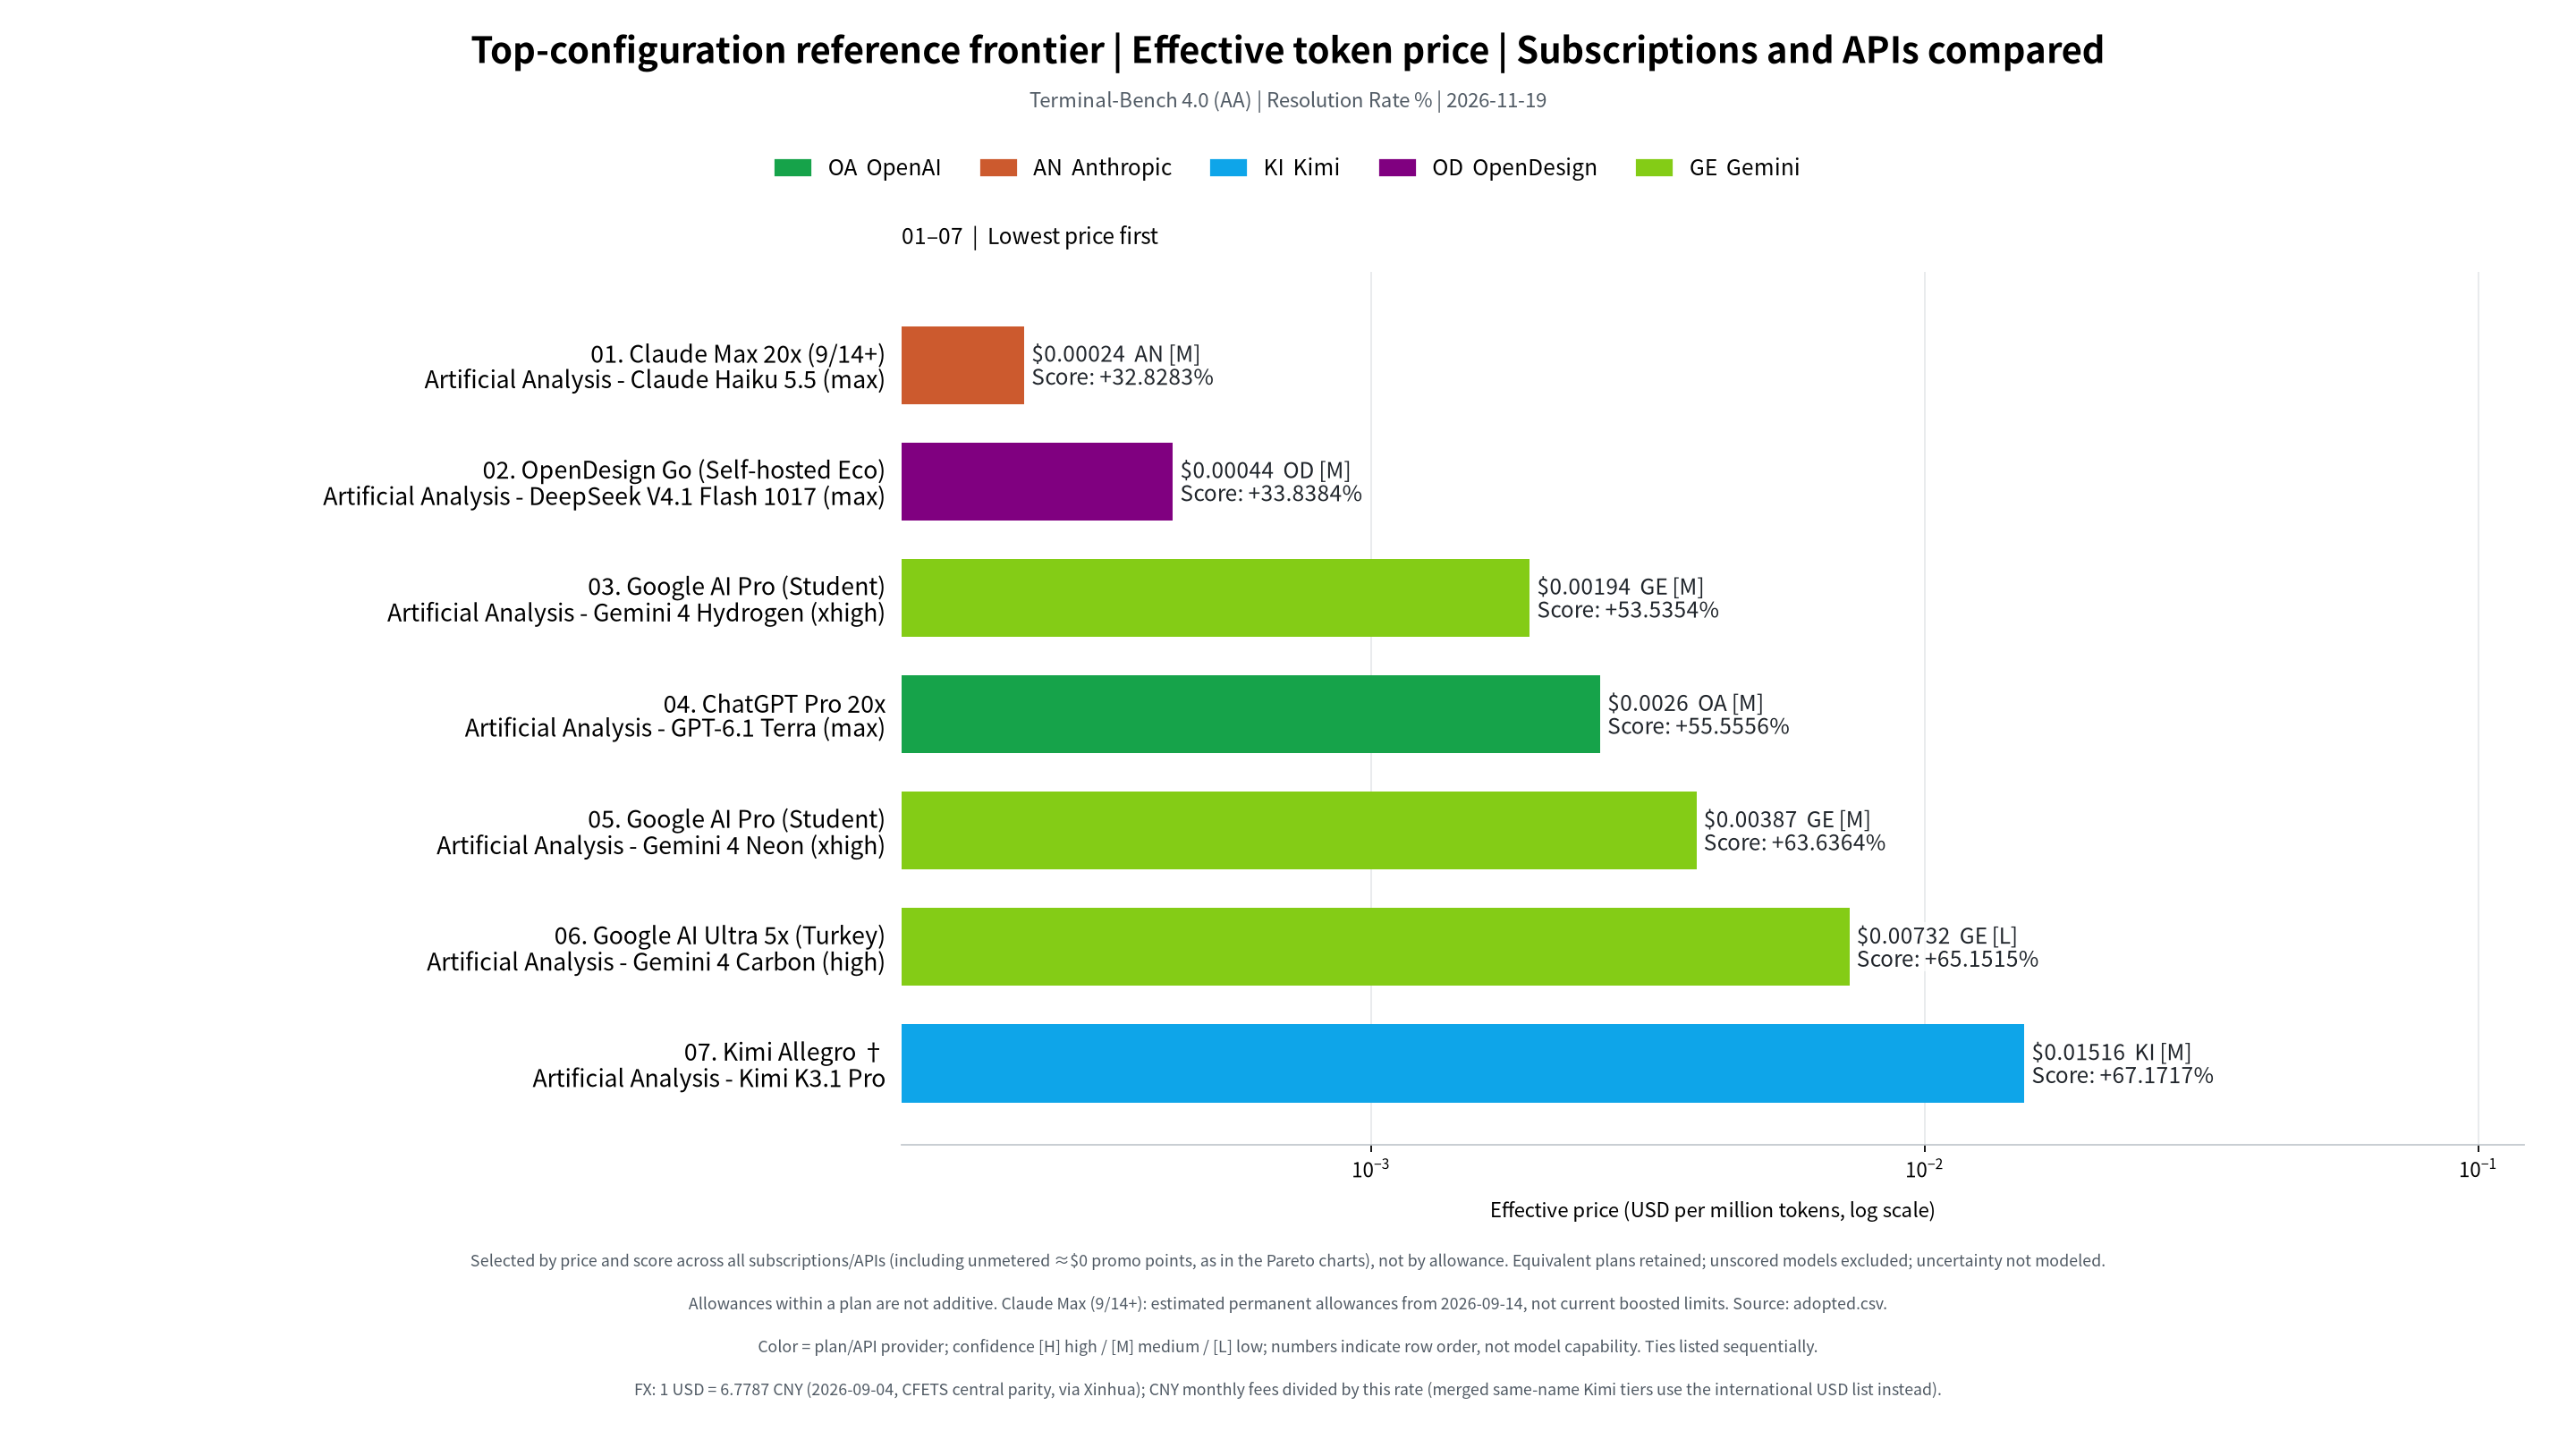 Top-configuration reference frontier | Effective token price | Subscriptions and APIs compared
Terminal-Bench 4.0 (AA) | Resolution Rate % | 2026-11-19
OA OpenAI
AN Anthropic
KI Kimi
OD OpenDesign
GE Gemini
01–07 | Lowest price first
01. Claude Max 20x (9/14+)
Artificial Analysis - Claude Haiku 5.5 (max)
$0.00024 AN [M]
Score: +32.8283%
02. OpenDesign Go (Self-hosted Eco)
Artificial Analysis - DeepSeek V4.1 Flash 1017 (max)
$0.00044 OD [M]
Score: +33.8384%
03. Google AI Pro (Student)
Artificial Analysis - Gemini 4 Hydrogen (xhigh)
$0.00194 GE [M]
Score: +53.5354%
04. ChatGPT Pro 20x
Artificial Analysis - GPT-6.1 Terra (max)
$0.0026 OA [M]
Score: +55.5556%
05. Google AI Pro (Student)
Artificial Analysis - Gemini 4 Neon (xhigh)
$0.00387 GE [M]
Score: +63.6364%
06. Google AI Ultra 5x (Turkey)
Artificial Analysis - Gemini 4 Carbon (high)
$0.00732 GE [L]
Score: +65.1515%
07. Kimi Allegro †
Artificial Analysis - Kimi K3.1 Pro
$0.01516 KI [M]
Score: +67.1717%
10⁻³ 10⁻² 10⁻¹
Effective price (USD per million tokens, log scale)
Selected by price and score across all subscriptions/APIs (including unmetered ≈$0 promo points, as in the Pareto charts), not by allowance. Equivalent plans retained; unscored models excluded; uncertainty not modeled.
Allowances within a plan are not additive. Claude Max (9/14+): estimated permanent allowances from 2026-09-14, not current boosted limits. Source: adopted.csv.
Color = plan/API provider; confidence [H] high / [M] medium / [L] low; numbers indicate row order, not model capability. Ties listed sequentially.
FX: 1 USD = 6.7787 CNY (2026-09-04, CFETS central parity, via Xinhua); CNY monthly fees divided by this rate (merged same-name Kimi tiers use the international USD list instead).